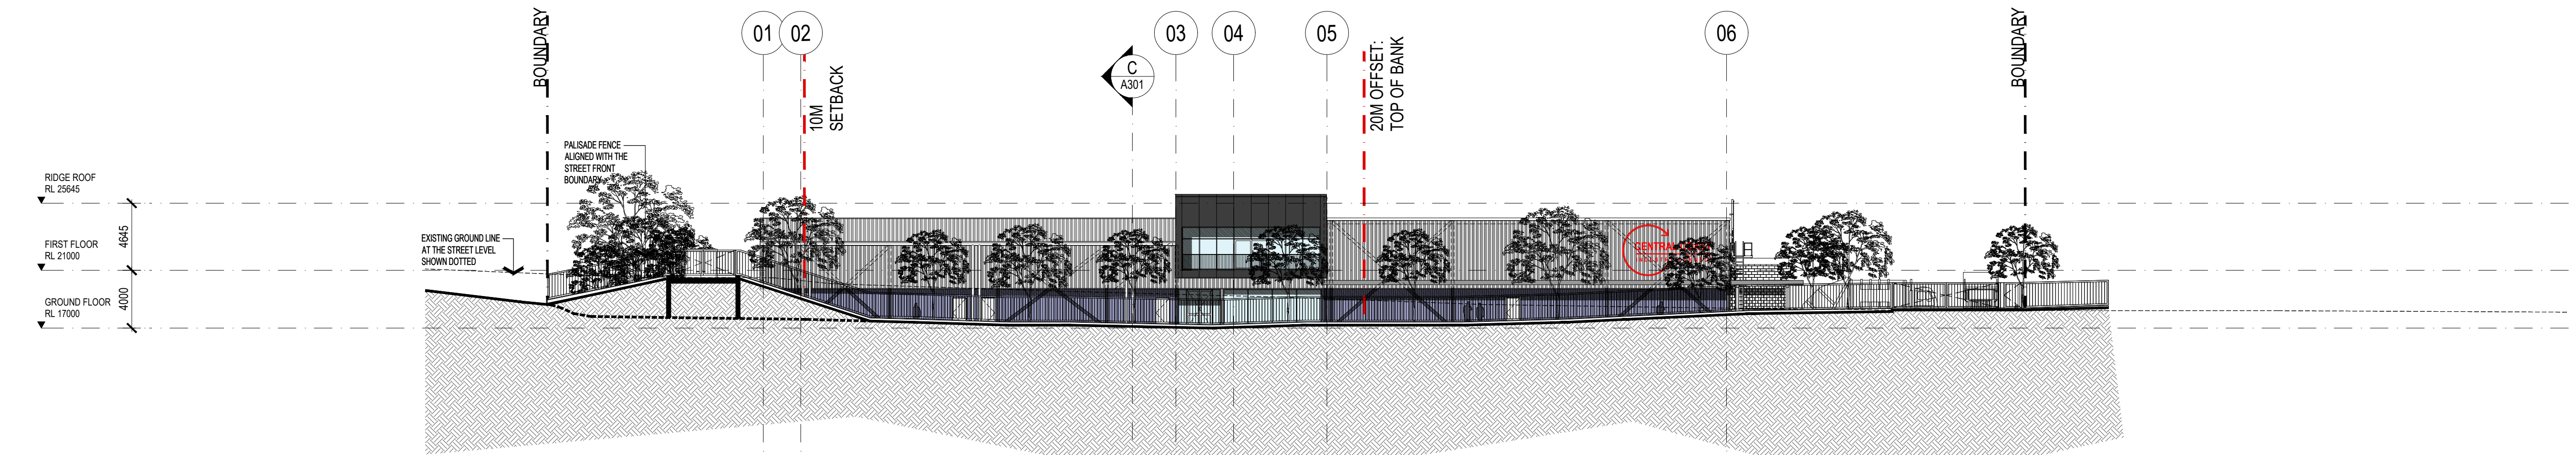 BOUNDARY
01
02
10M
SETBACK
C
A301
03
04
05
20M OFFSET:
TOP OF BANK
06
BOUNDARY
PALISADE FENCE
ALIGNED WITH THE
STREET FRONT
BOUNDARY
RIDGE ROOF
RL 25645
4645
EXISTING GROUND LINE
AT THE STREET LEVEL
SHOWN DOTTED
FIRST FLOOR
RL 21000
4000
GROUND FLOOR
RL 17000